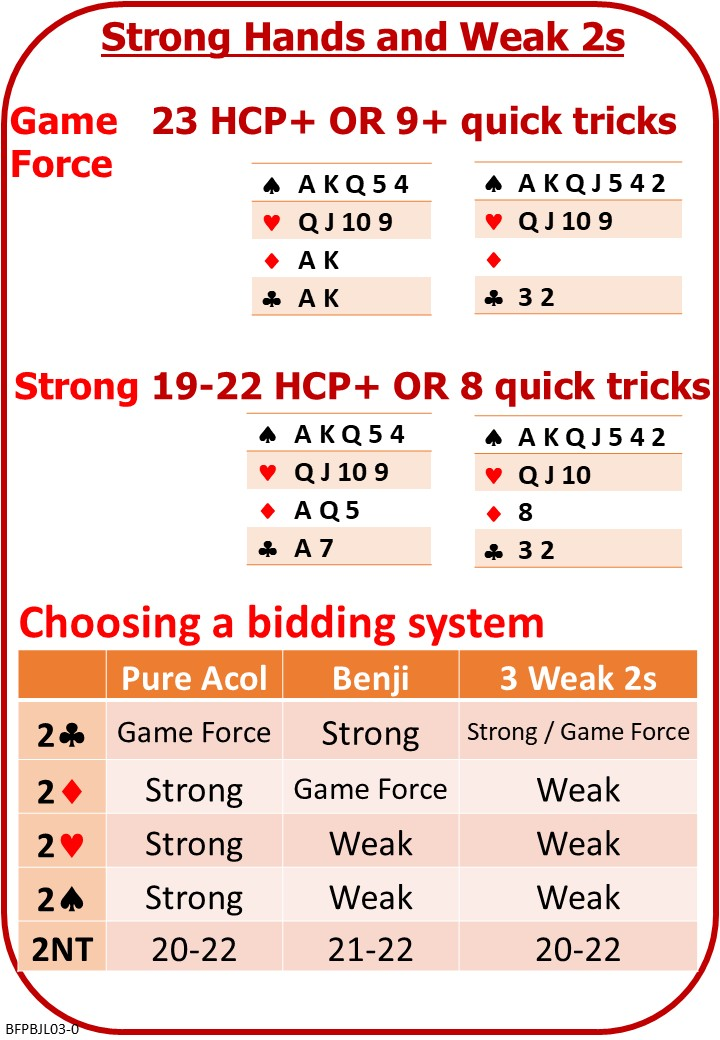 Strong Hands and Weak 2s
Game Force 23 HCP+ OR 9+ quick tricks
♠ A K Q 5 4
♥ Q J 10 9
♦ A K
♣ A K
♠ A K Q J 5 4 2
♥ Q J 10 9
♦
♣ 3 2
Strong 19-22 HCP+ OR 8 quick tricks
♠ A K Q 5 4
♥ Q J 10 9
♦ A Q 5
♣ A 7
♠ A K Q J 5 4 2
♥ Q J 10
♦ 8
♣ 3 2
Choosing a bidding system
Pure Acol Benji 3 Weak 2s
2♣ Game Force Strong Strong / Game Force
2♦ Strong Game Force Weak
2♥ Strong Weak Weak
2♠ Strong Weak Weak
2NT 20-22 21-22 20-22
BFPBJL03-0